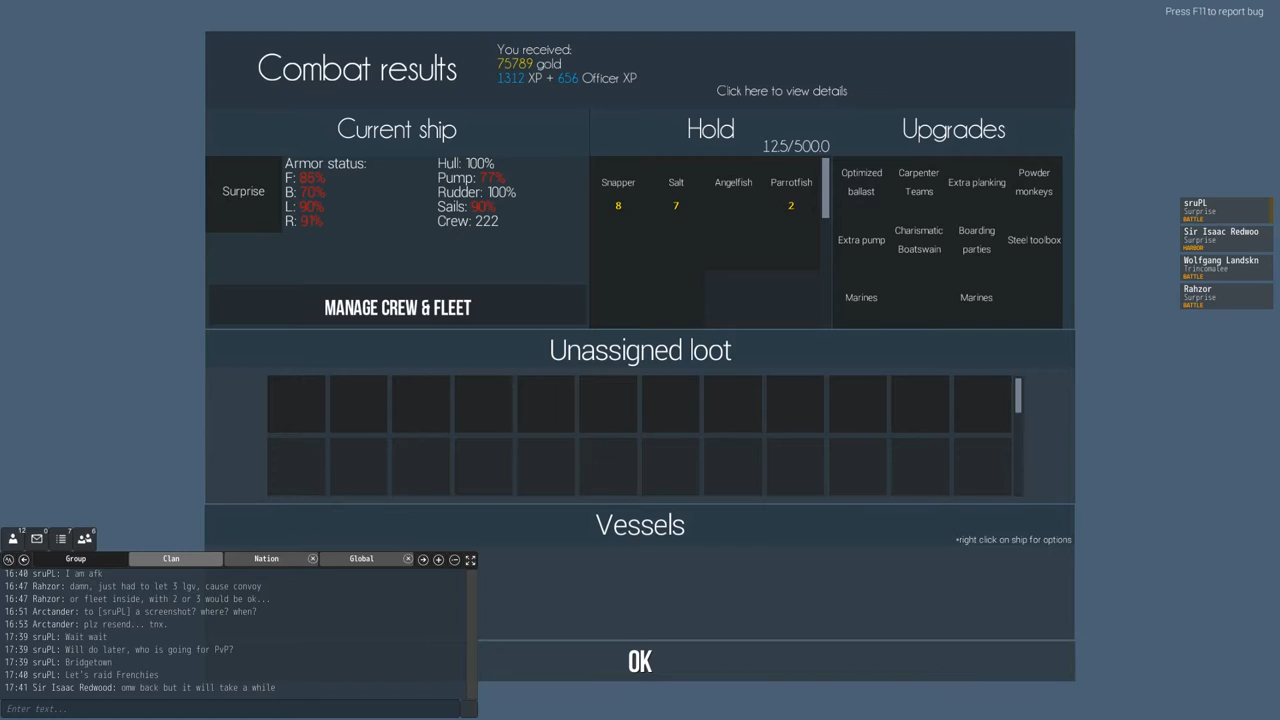 Press F11 to report bug
Combat results
You received:
75789 gold
1312 XP + 656 Officer XP
Click here to view details
Current ship
Surprise
Armor status:
F: 85%
B: 70%
L: 90%
R: 91%
Hull: 100%
Pump: 77%
Rudder: 100%
Sails: 90%
Crew: 222
MANAGE CREW & FLEET
Hold
12.5/500.0
Snapper
8
Salt
7
Angelfish
Parrotfish
2
Upgrades
Optimized
ballast
Carpenter
Teams
Extra planking
Powder
monkeys
Extra pump
Charismatic
Boatswain
Boarding
parties
Steel toolbox
Marines
Marines
sruPL
Surprise
BATTLE
Sir Isaac Redwoo
Surprise
HARBOR
Wolfgang Landskn
Trincomalee
BATTLE
Rahzor
Surprise
BATTLE
Unassigned loot
Vessels
*right click on ship for options
OK
12
0
7
6
Group
Clan
Nation
Global
16:40 sruPL: I am afk
16:47 Rahzor: damn, just had to let 3 lgv, cause convoy
16:47 Rahzor: or fleet inside, with 2 or 3 would be ok...
16:51 Arctander: to [sruPL] a screenshot? where? when?
16:53 Arctander: plz resend... tnx.
17:39 sruPL: Wait wait
17:39 sruPL: Will do later, who is going for PvP?
17:39 sruPL: Bridgetown
17:40 sruPL: Let's raid Frenchies
17:41 Sir Isaac Redwood: omw back but it will take a while
Enter text...